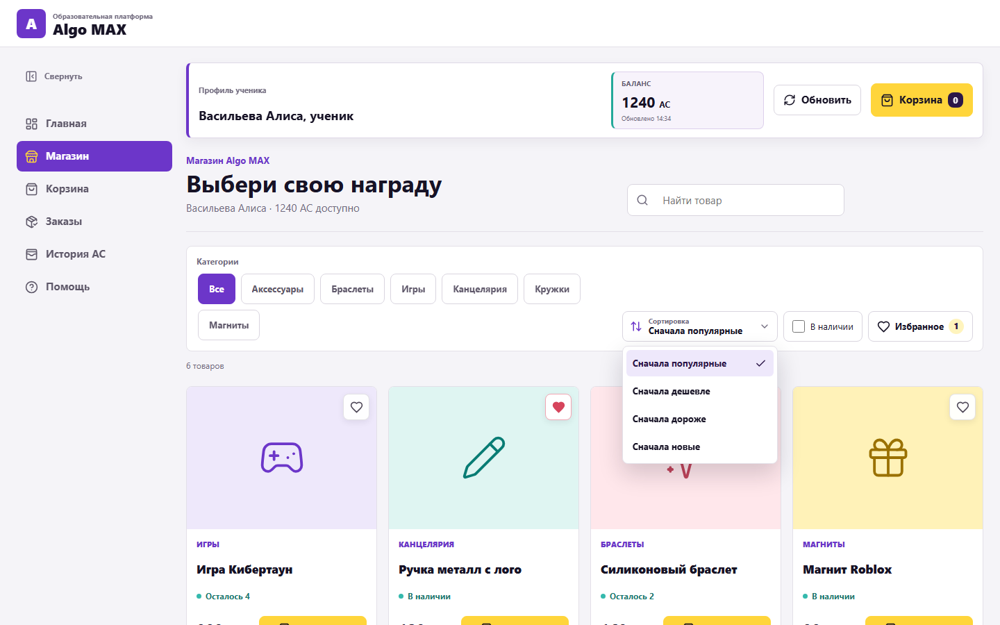 A
Образовательная платформа
Algo MAX
Свернуть
Главная
Магазин
Корзина
Заказы
История АС
Помощь
Профиль ученика
Васильева Алиса, ученик
БАЛАНС
1240 АС
Обновлено 14:34
Обновить
Корзина 0
Магазин Algo MAX
Выбери свою награду
Васильева Алиса · 1240 АС доступно
Найти товар
Категории
Все
Аксессуары
Браслеты
Игры
Канцелярия
Кружки
Магниты
Сортировка
Сначала популярные
В наличии
Избранное 1
Сначала популярные
Сначала дешевле
Сначала дороже
Сначала новые
6 товаров
ИГРЫ
Игра Кибертаун
Осталось 4
КАНЦЕЛЯРИЯ
Ручка металл с лого
В наличии
БРАСЛЕТЫ
Силиконовый браслет
Осталось 2
МАГНИТЫ
Магнит Roblox
В наличии